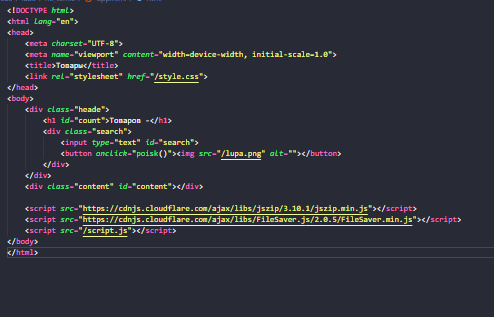 <!DOCTYPE html>
<html lang="en">
<head>
    <meta charset="UTF-8">
    <meta name="viewport" content="width=device-width, initial-scale=1.0">
    <title>Товары</title>
    <link rel="stylesheet" href="/style.css">
</head>
<body>
    <div class="heade">
        <h1 id="count">Товаров -</h1>
        <div class="search">
            <input type="text" id="search">
            <button onclick="poisk()"><img src="/lupa.png" alt=""></button>
        </div>
    </div>
    <div class="content" id="content"></div>

    <script src="https://cdnjs.cloudflare.com/ajax/libs/jszip/3.10.1/jszip.min.js"></script>
    <script src="https://cdnjs.cloudflare.com/ajax/libs/FileSaver.js/2.0.5/FileSaver.min.js"></script>
    <script src="/script.js"></script>
</body>
</html>